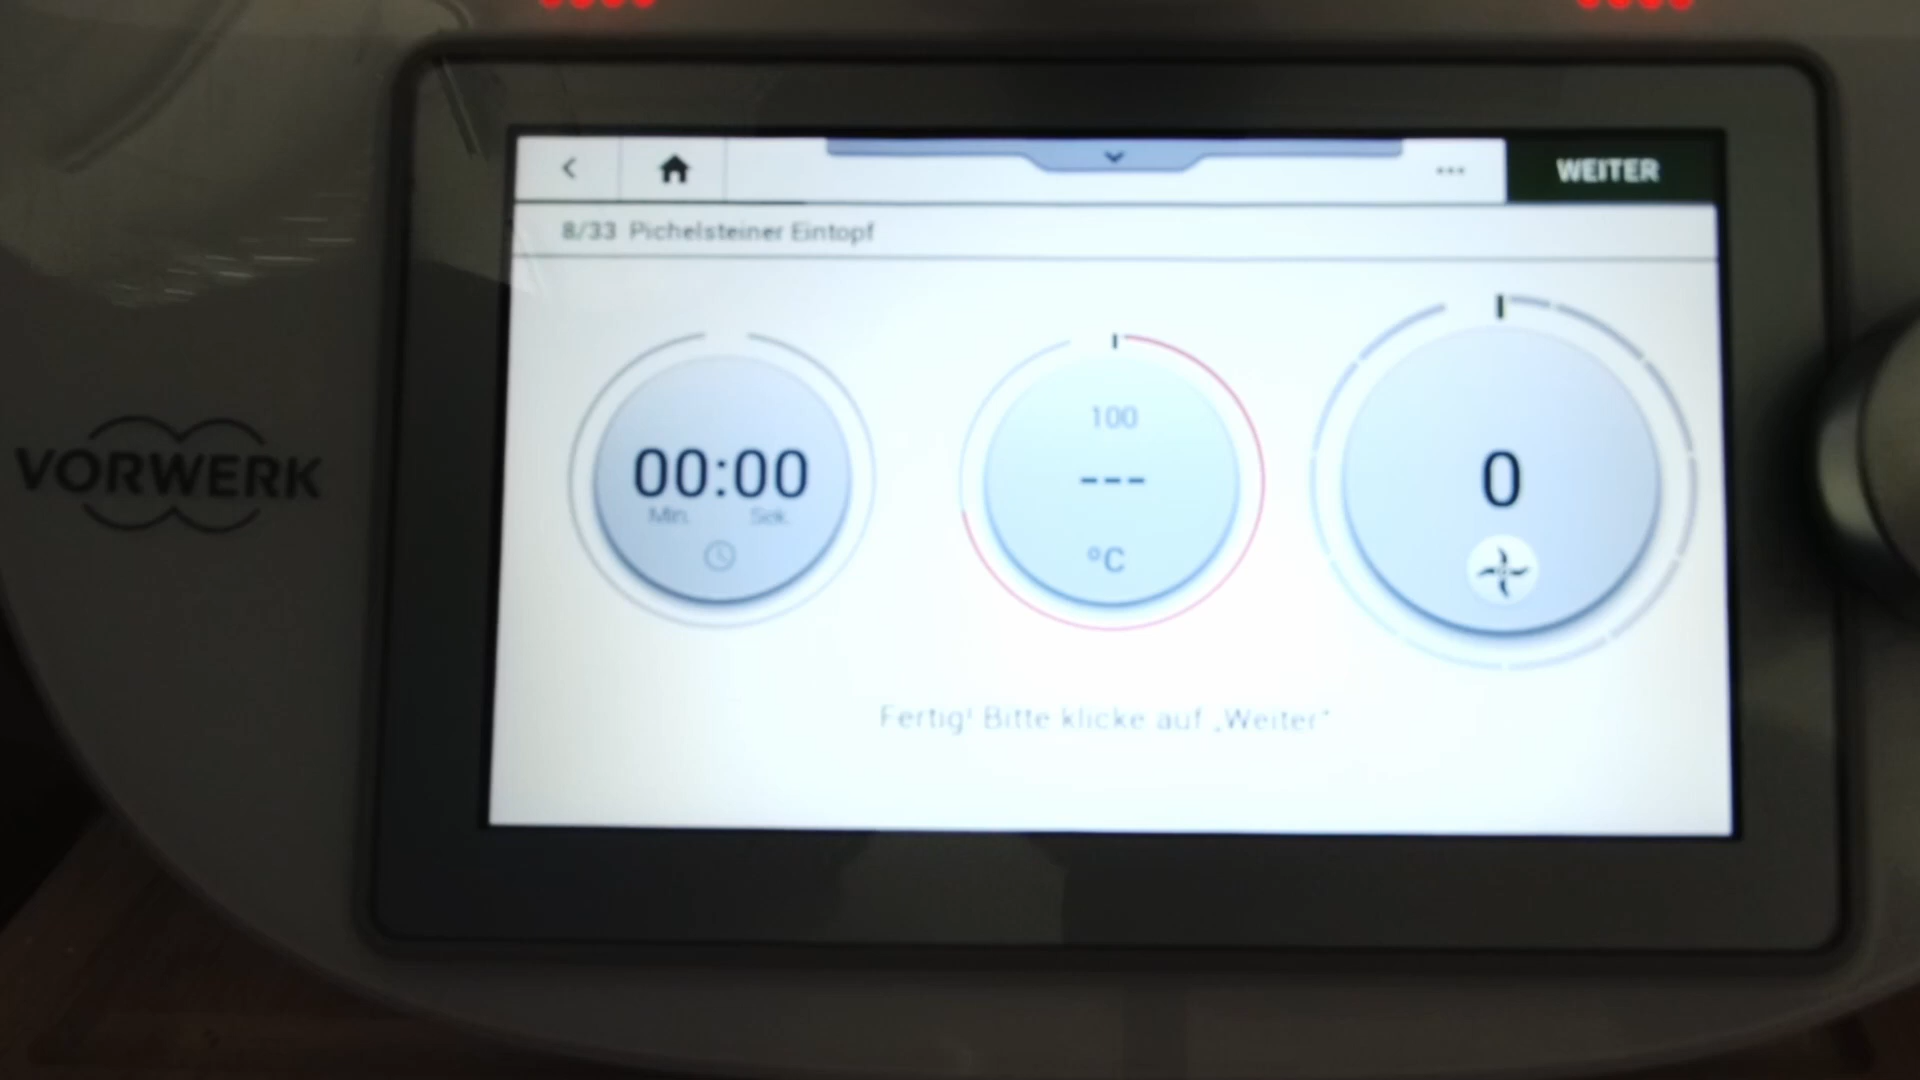 WEITER
8/33 Pichelsteiner Eintopf
00:00
Min. Sek.
100
---
°C
0
Fertig! Bitte klicke auf „Weiter“
VORWERK